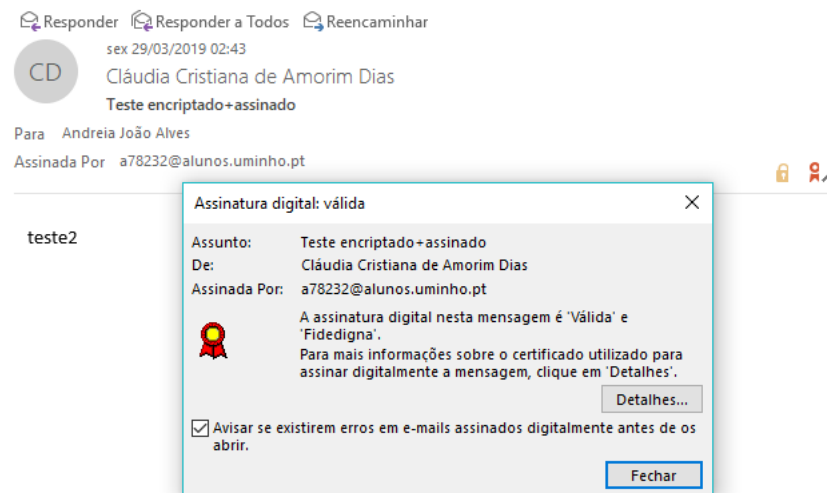 Responder Responder a Todos Reencaminhar
sex 29/03/2019 02:43
CD
Cláudia Cristiana de Amorim Dias
Teste encriptado+assinado
Para Andreia João Alves
Assinada Por a78232@alunos.uminho.pt
teste2
Assinatura digital: válida
Assunto: Teste encriptado+assinado
De: Cláudia Cristiana de Amorim Dias
Assinada Por: a78232@alunos.uminho.pt
A assinatura digital nesta mensagem é 'Válida' e
'Fidedigna'.
Para mais informações sobre o certificado utilizado para
assinar digitalmente a mensagem, clique em 'Detalhes'.
Detalhes...
Avisar se existirem erros em e-mails assinados digitalmente antes de os
abrir.
Fechar